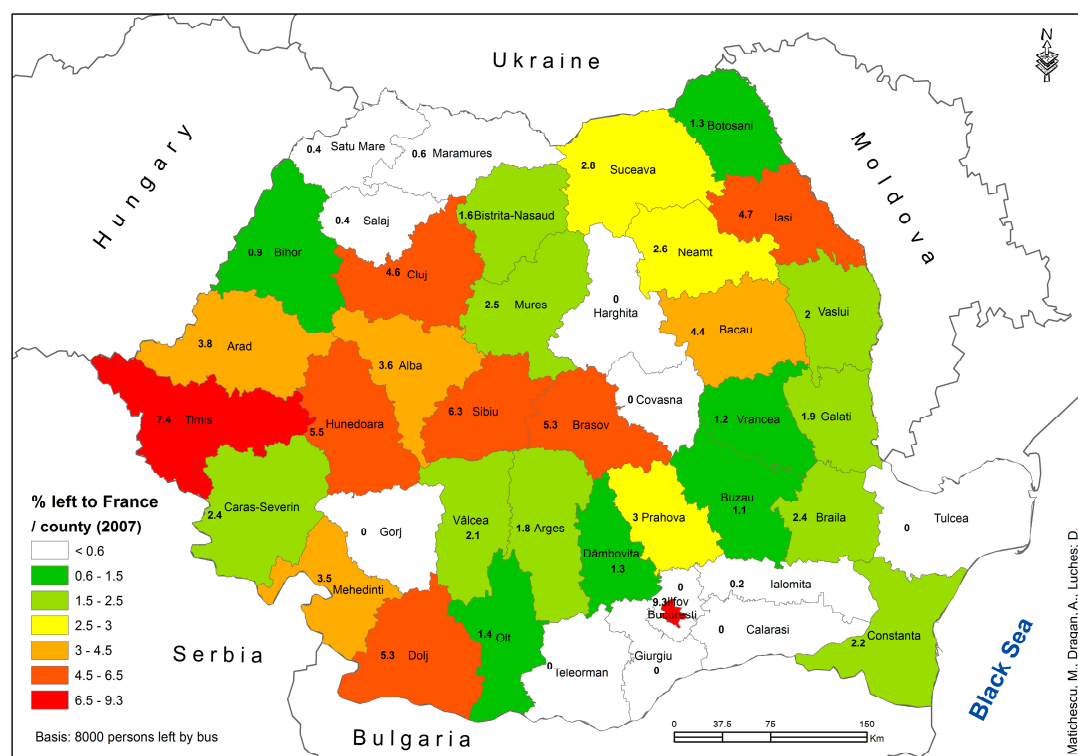 Ukraine
N
Hungary
Moldova
1.3 Botosani
0.4 Satu Mare
0.6 Maramures
2.8 Suceava
0.4 Salaj
1.6 Bistrita-Nasaud
4.7 Iasi
0.9 Bihor
4.6 Cluj
2.6 Neamt
2.5 Mures
0
Harghita
2 Vaslui
3.8 Arad
3.6 Alba
4.4 Bacau
7.4 Timis
5.5 Hunedoara
6.3 Sibiu
5.3 Brasov
0 Covasna
1.2 Vrancea
1.9 Galati
2.4 Caras-Severin
0 Gorj
Vâlcea
2.1
1.8 Arges
3 Prahova
Buzau
1.1
2.4 Braila
0 Tulcea
Dâmbovita
1.3
3.5
Mehedinti
0
Ilfov
9.3
Bucuresti
0.2 Ialomita
0 Calarasi
2.2 Constanta
5.3 Dolj
1.4 Olt
0
Teleorman
Giurgiu
0
Serbia
Bulgaria
Black Sea
% left to France
/ county (2007)
< 0.6
0.6 - 1.5
1.5 - 2.5
2.5 - 3
3 - 4.5
4.5 - 6.5
6.5 - 9.3
Basis: 8000 persons left by bus
0 37.5 75 150
Km
Matichescu, M., Dragan, A., Luches; D.